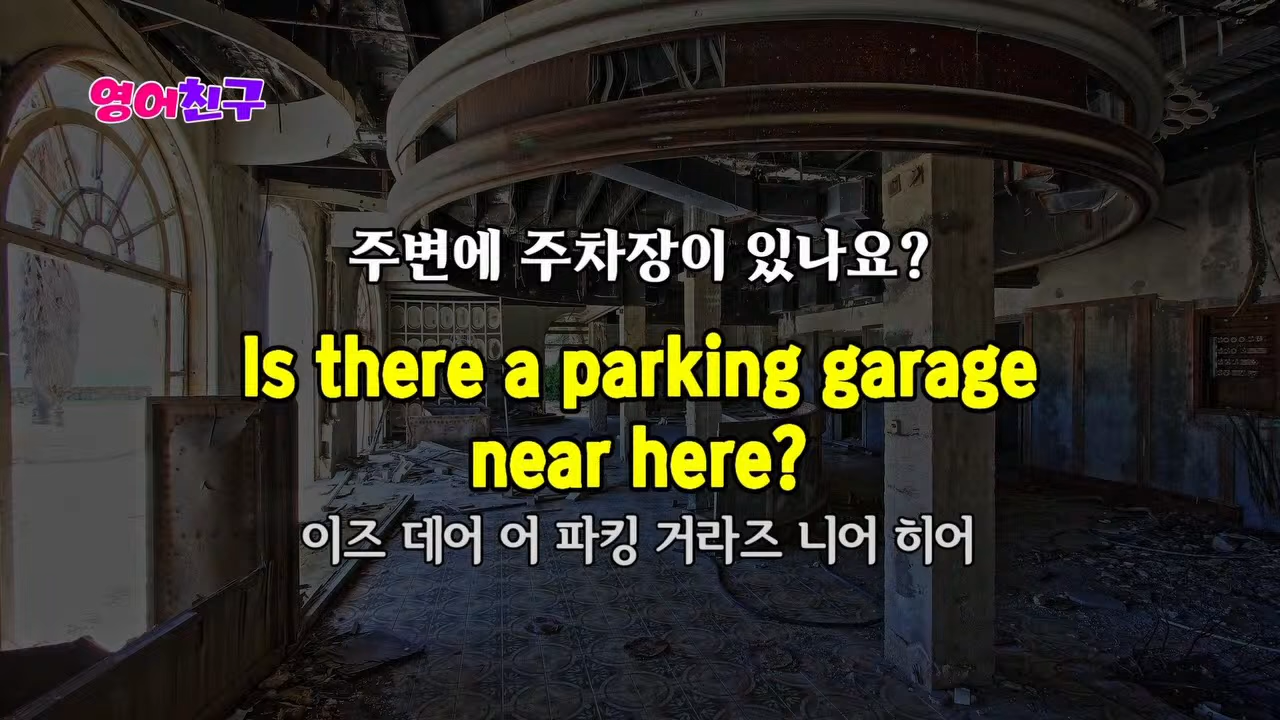 영어친구
주변에 주차장이 있나요?
Is there a parking garage
near here?
이즈 데어 어 파킹 거라즈 니어 히어